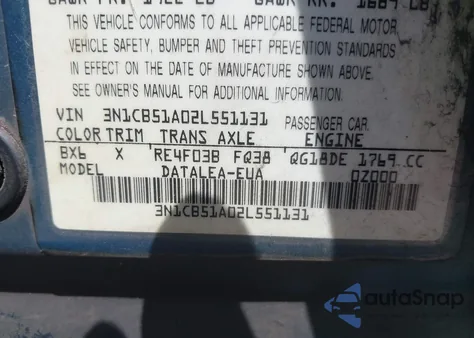 THIS VEHICLE CONFORMS TO ALL APPLICABLE FEDERAL MOTOR
VEHICLE SAFETY, BUMPER AND THEFT PREVENTION STANDARDS
IN EFFECT ON THE DATE OF MANUFACTURE SHOWN ABOVE.
SEE OWNER'S MANUAL FOR ADDITIONAL INFORMATION.
VIN 3N1CB51A02L551131 PASSENGER CAR
COLOR TRIM TRANS AXLE ENGINE
BX6 X RE4F03B FQ38 QG18DE 1769 CC
MODEL DATALEA-EUA 0Z000
3N1CB51A02L551131
autoSnap